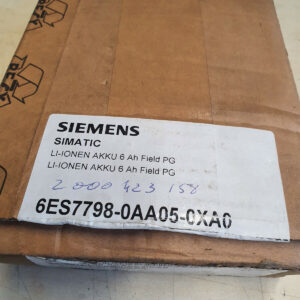 SIEMENS
SIMATIC
LI-IONEN AKKU 6 Ah Field PG
LI-IONEN AKKU 6 Ah Field PG
2 000 423 158
6ES7798-0AA05-0XA0